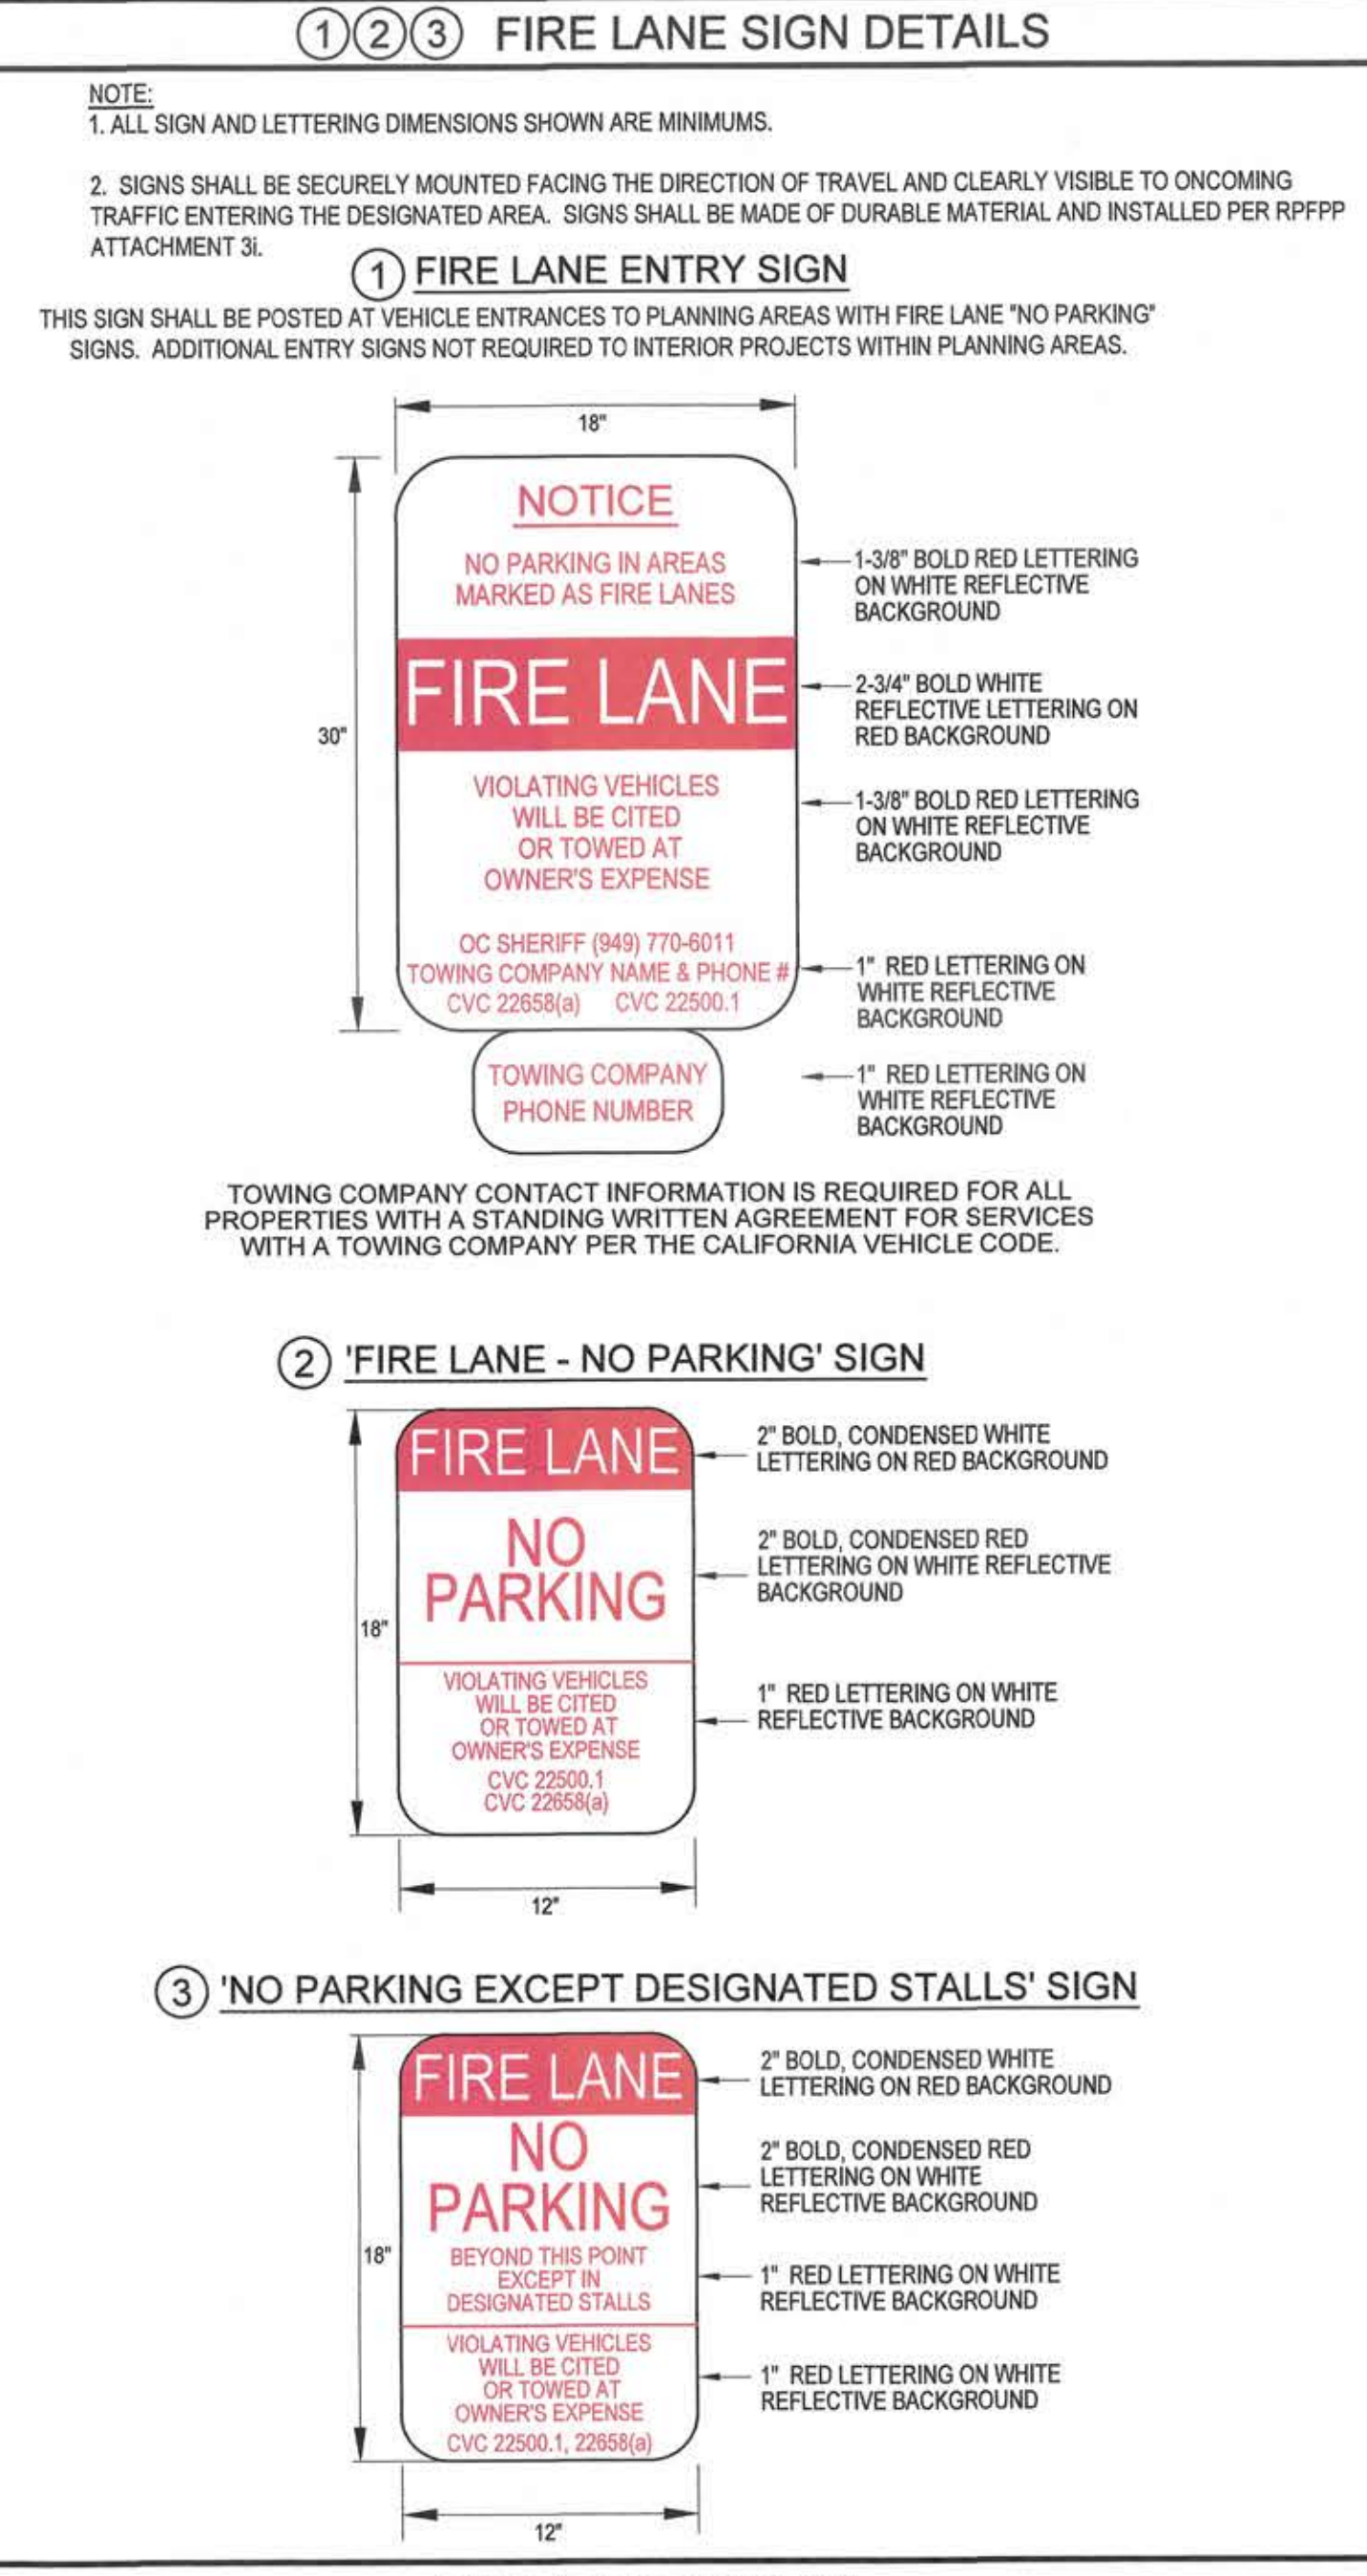 1 2 3 FIRE LANE SIGN DETAILS
NOTE:
1. ALL SIGN AND LETTERING DIMENSIONS SHOWN ARE MINIMUMS.
2. SIGNS SHALL BE SECURELY MOUNTED FACING THE DIRECTION OF TRAVEL AND CLEARLY VISIBLE TO ONCOMING
TRAFFIC ENTERING THE DESIGNATED AREA. SIGNS SHALL BE MADE OF DURABLE MATERIAL AND INSTALLED PER RPFPP
ATTACHMENT 3i.
1 FIRE LANE ENTRY SIGN
THIS SIGN SHALL BE POSTED AT VEHICLE ENTRANCES TO PLANNING AREAS WITH FIRE LANE "NO PARKING"
SIGNS. ADDITIONAL ENTRY SIGNS NOT REQUIRED TO INTERIOR PROJECTS WITHIN PLANNING AREAS.
18"
30"
NOTICE
NO PARKING IN AREAS
MARKED AS FIRE LANES
FIRE LANE
VIOLATING VEHICLES
WILL BE CITED
OR TOWED AT
OWNER'S EXPENSE
OC SHERIFF (949) 770-6011
TOWING COMPANY NAME & PHONE #
CVC 22658(a) CVC 22500.1
TOWING COMPANY
PHONE NUMBER
1-3/8" BOLD RED LETTERING
ON WHITE REFLECTIVE
BACKGROUND
2-3/4" BOLD WHITE
REFLECTIVE LETTERING ON
RED BACKGROUND
1-3/8" BOLD RED LETTERING
ON WHITE REFLECTIVE
BACKGROUND
1" RED LETTERING ON
WHITE REFLECTIVE
BACKGROUND
1" RED LETTERING ON
WHITE REFLECTIVE
BACKGROUND
TOWING COMPANY CONTACT INFORMATION IS REQUIRED FOR ALL
PROPERTIES WITH A STANDING WRITTEN AGREEMENT FOR SERVICES
WITH A TOWING COMPANY PER THE CALIFORNIA VEHICLE CODE.
2 'FIRE LANE - NO PARKING' SIGN
18"
FIRE LANE
NO
PARKING
VIOLATING VEHICLES
WILL BE CITED
OR TOWED AT
OWNER'S EXPENSE
CVC 22500.1
CVC 22658(a)
12"
2" BOLD, CONDENSED WHITE
LETTERING ON RED BACKGROUND
2" BOLD, CONDENSED RED
LETTERING ON WHITE REFLECTIVE
BACKGROUND
1" RED LETTERING ON WHITE
REFLECTIVE BACKGROUND
3 'NO PARKING EXCEPT DESIGNATED STALLS' SIGN
18"
FIRE LANE
NO
PARKING
BEYOND THIS POINT
EXCEPT IN
DESIGNATED STALLS
VIOLATING VEHICLES
WILL BE CITED
OR TOWED AT
OWNER'S EXPENSE
CVC 22500.1, 22658(a)
12"
2" BOLD, CONDENSED WHITE
LETTERING ON RED BACKGROUND
2" BOLD, CONDENSED RED
LETTERING ON WHITE
REFLECTIVE BACKGROUND
1" RED LETTERING ON WHITE
REFLECTIVE BACKGROUND
1" RED LETTERING ON WHITE
REFLECTIVE BACKGROUND